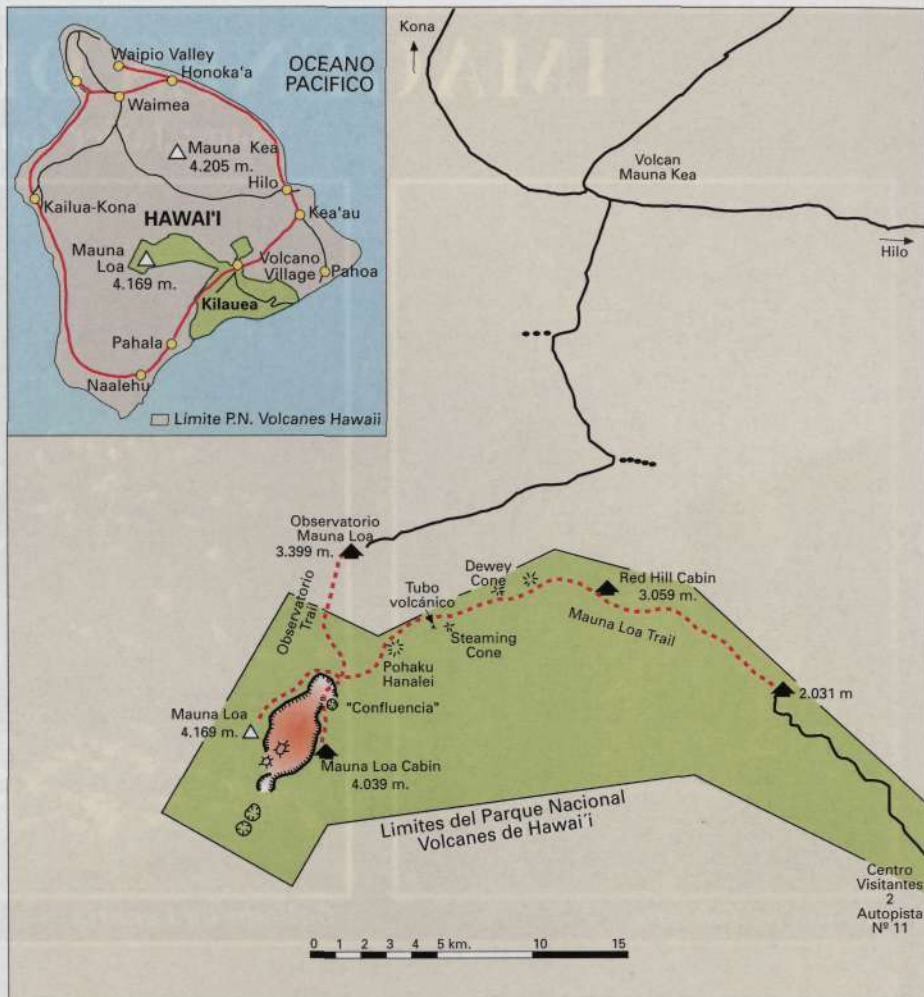 Waipio Valley
Honoka'a
OCEANO
PACIFICO
Waimea
Mauna Kea
4.205 m.
Hilo
Kailua-Kona
HAWAI'I
Kea'au
Mauna
Loa
4.169 m.
Volcano
Village
Pahoa
Kilauea
Pahala
Naalehu
Límite P.N. Volcanes Hawaii
Kona
Volcan
Mauna Kea
Hilo
Observatorio
Mauna Loa
3.399 m.
Observatorio
Trail
Tubo
volcánico
Dewey
Cone
Red Hill Cabin
3.059 m.
Mauna Loa Trail
Steaming
Cone
Pohaku
Hanalei
2.031 m
"Confluencia"
Mauna Loa
4.169 m.
Mauna Loa Cabin
4.039 m.
Limites del Parque Nacional
Volcanes de Hawai´i
Centro
Visitantes
2
Autopista
Nº 11
0 1 2 3 4 5 km. 10 15